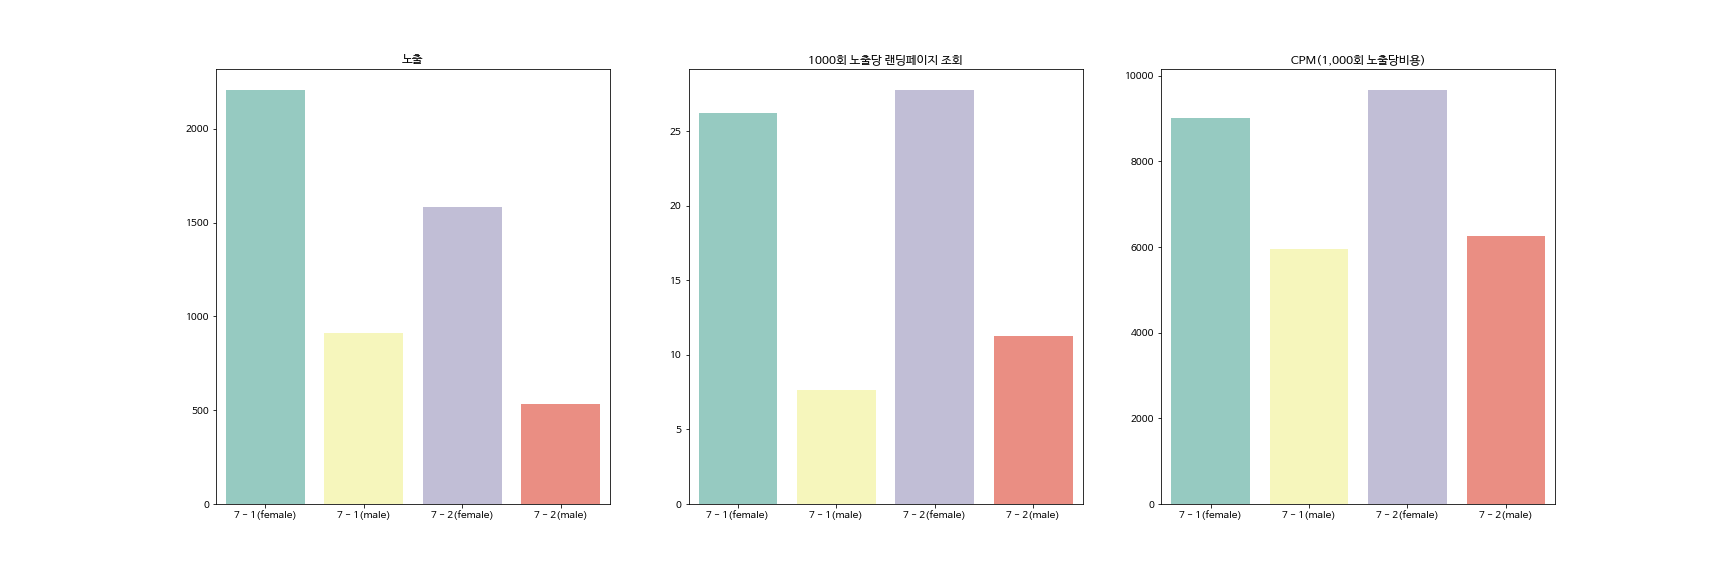 노출
2000
1500
1000
500
0
7 - 1(female) 7 - 1(male) 7 - 2(female) 7 - 2(male)
1000회 노출당 랜딩페이지 조회
25
20
15
10
5
0
7 - 1(female) 7 - 1(male) 7 - 2(female) 7 - 2(male)
CPM(1,000회 노출당비용)
10000
8000
6000
4000
2000
0
7 - 1(female) 7 - 1(male) 7 - 2(female) 7 - 2(male)